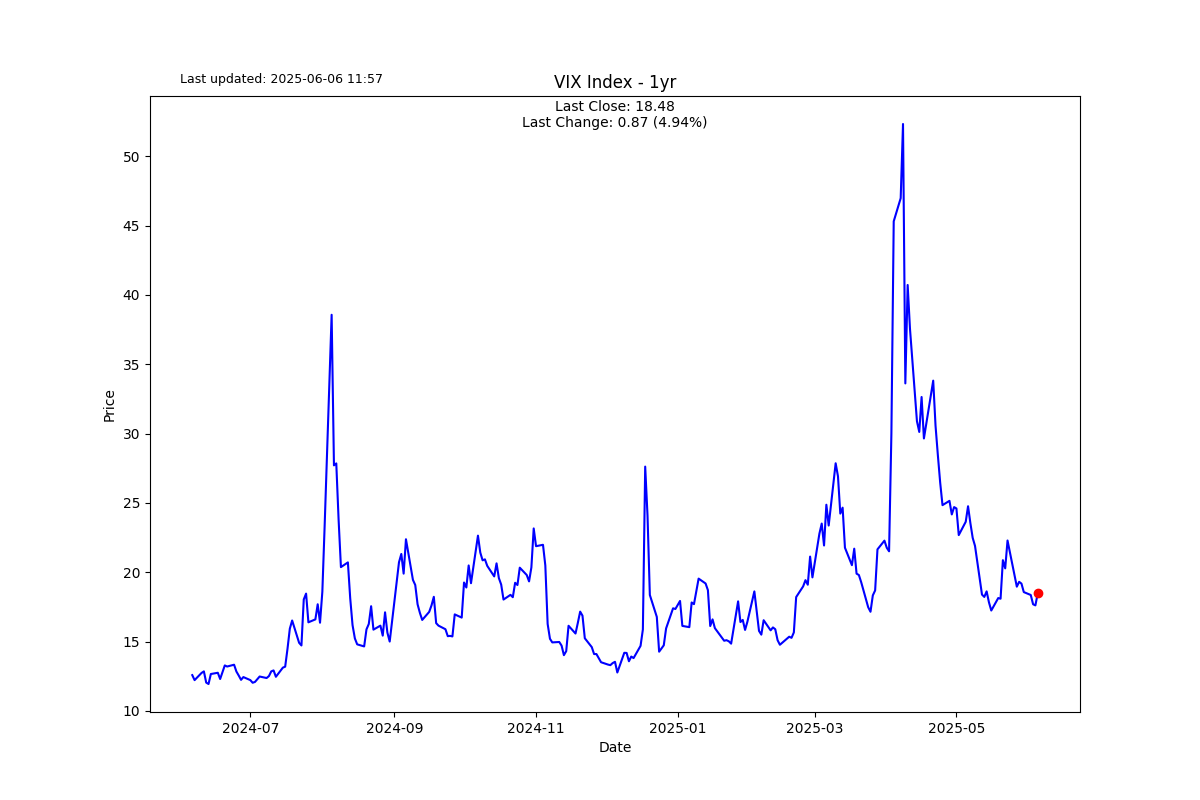 Last updated: 2025-06-06 11:57
VIX Index - 1yr
Last Close: 18.48
Last Change: 0.87 (4.94%)
50
45
40
35
30
25
20
15
10
Price
2024-07
2024-09
2024-11
2025-01
2025-03
2025-05
Date